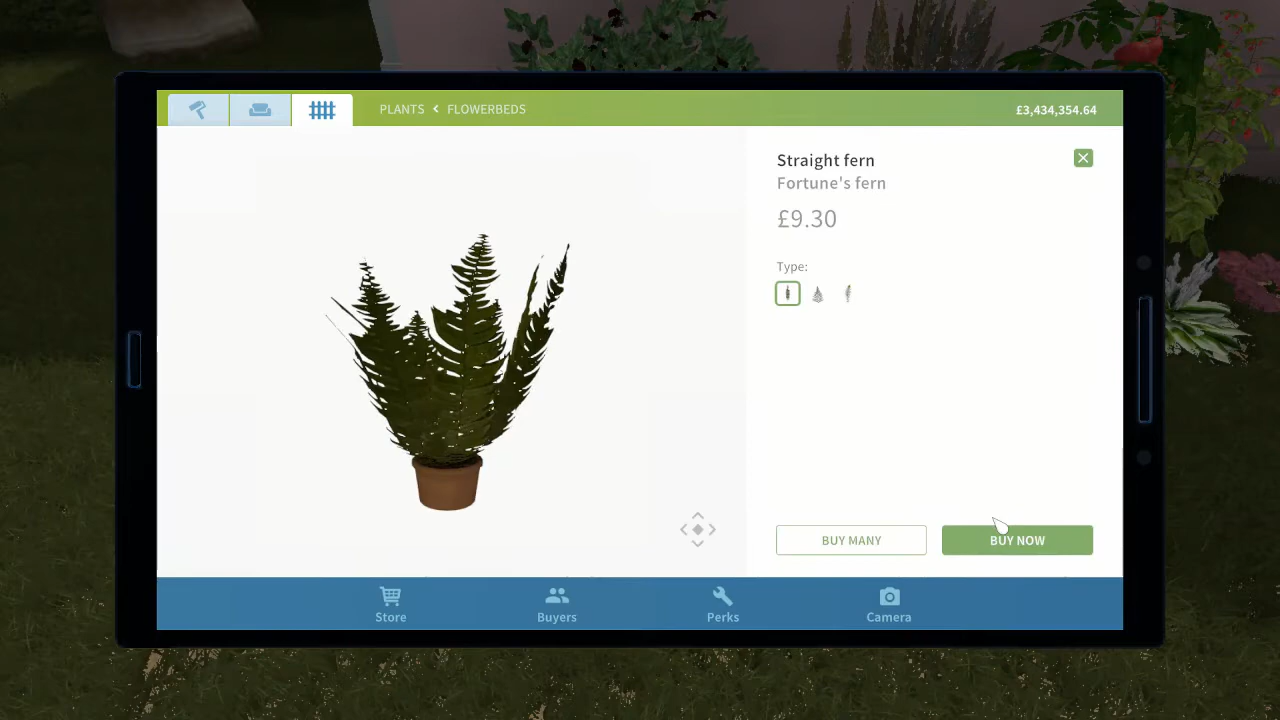 PLANTS < FLOWERBEDS
£3,434,354.64
Straight fern
Fortune's fern
£9.30
Type:
BUY MANY
BUY NOW
Store
Buyers
Perks
Camera